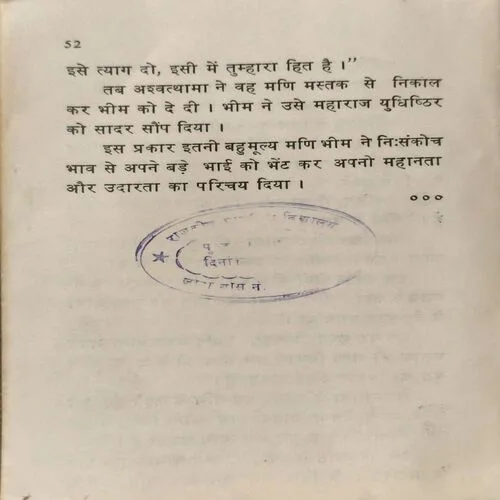 52
इसे त्याग दो, इसी में तुम्हारा हित है ।”
तब अश्वत्थामा ने वह मणि मस्तक से निकाल
कर भीम को दे दी । भीम ने उसे महाराज युधिष्ठिर
को सादर सौंप दिया ।
इस प्रकार इतनी बहुमूल्य मणि भीम ने निःसंकोच
भाव से अपने बड़े भाई को भेंट कर अपनो महानता
और उदारता का परिचय दिया ।
०००